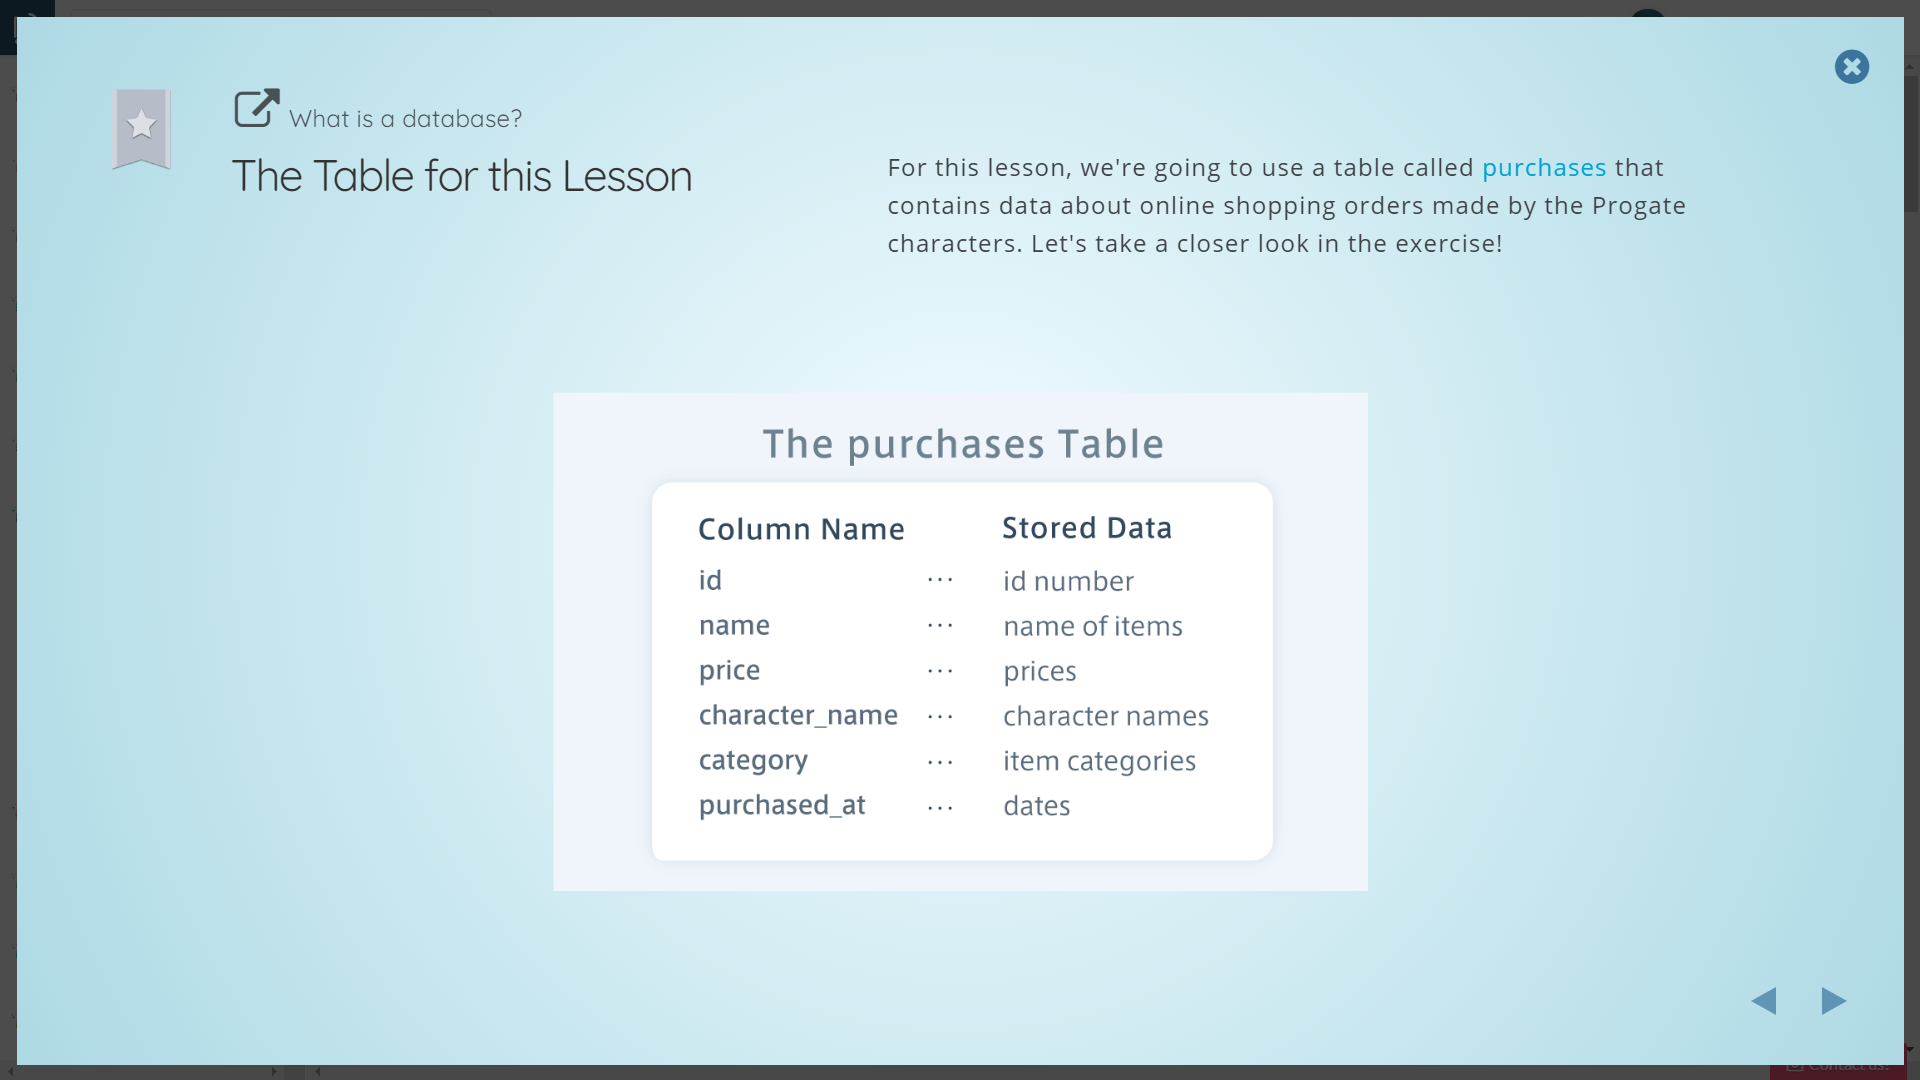 What is a database?
The Table for this Lesson
For this lesson, we're going to use a table called purchases that
contains data about online shopping orders made by the Progate
characters. Let's take a closer look in the exercise!
The purchases Table
Column Name Stored Data
id ... id number
name ... name of items
price ... prices
character_name ... character names
category ... item categories
purchased_at ... dates
Contact us!